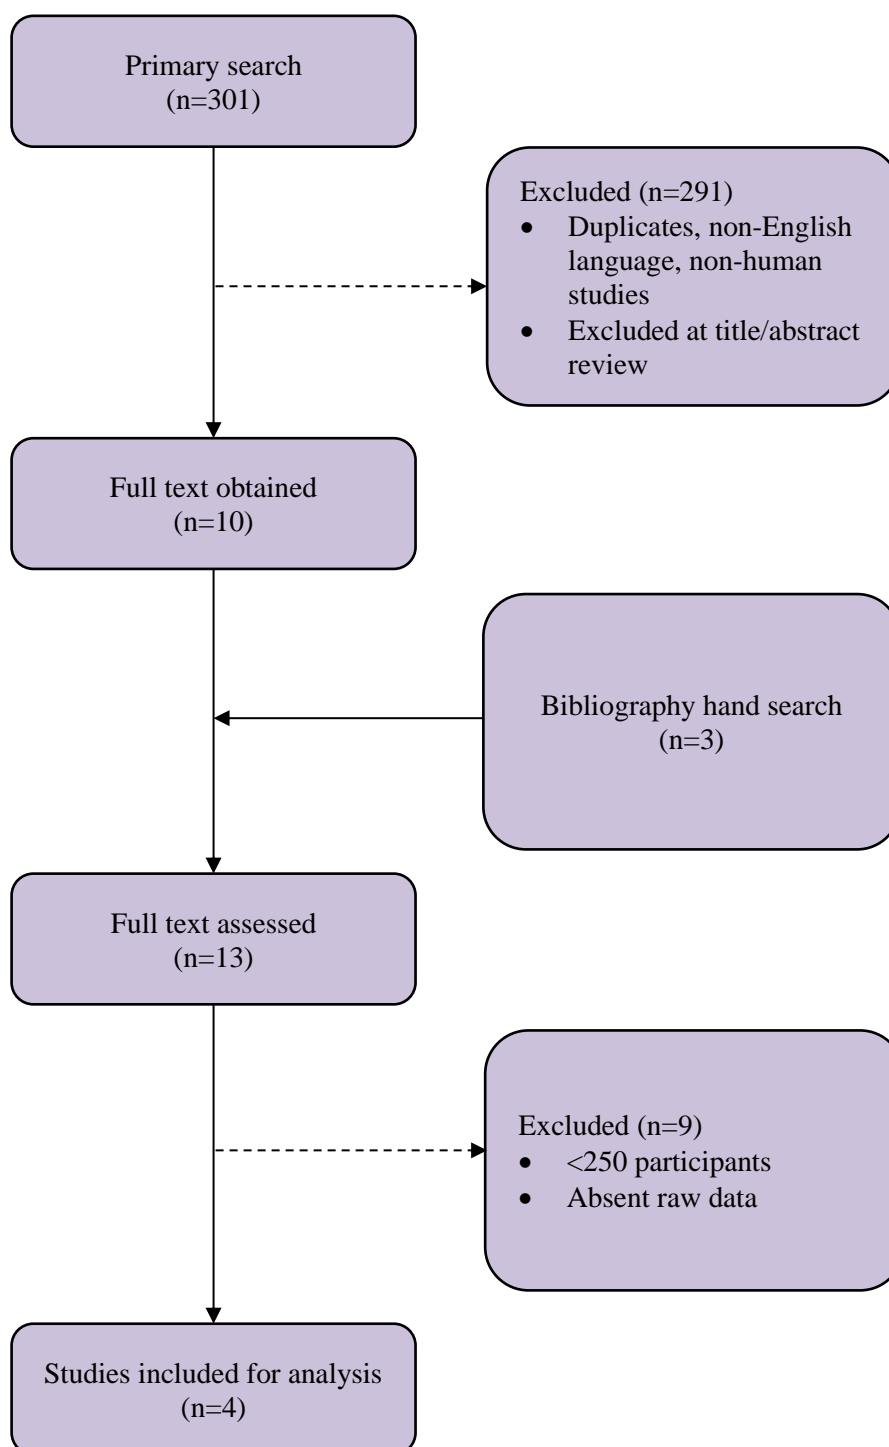 Primary search
(n=301)
Excluded (n=291)
• Duplicates, non-English
language, non-human
studies
• Excluded at title/abstract
review
Full text obtained
(n=10)
Bibliography hand search
(n=3)
Full text assessed
(n=13)
Excluded (n=9)
• <250 participants
• Absent raw data
Studies included for analysis
(n=4)